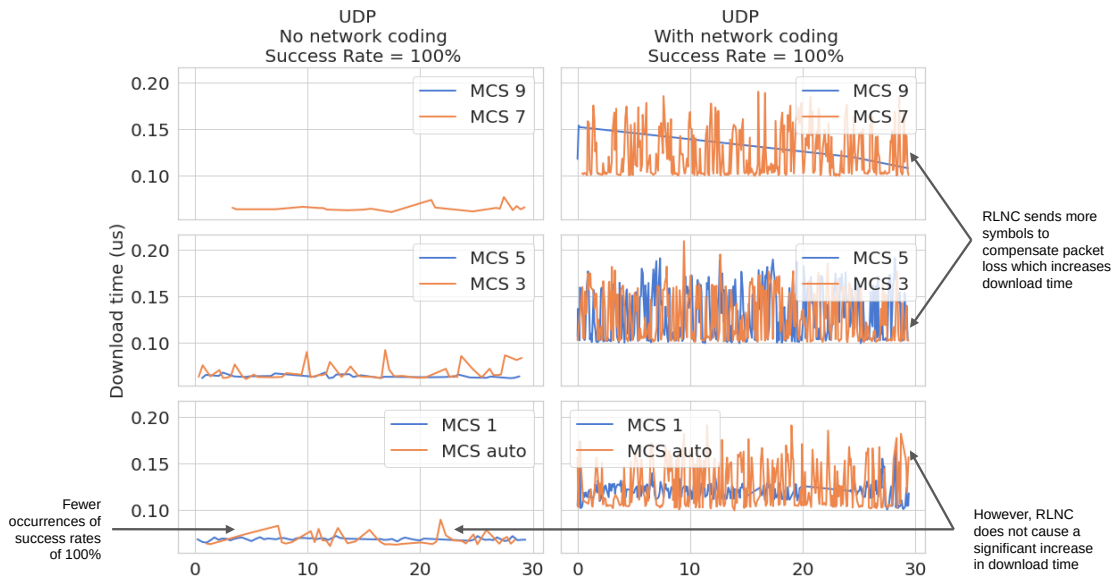 UDP
No network coding
Success Rate = 100%
UDP
With network coding
Success Rate = 100%
Download time (us)
0.20
0.15
0.10
MCS 9
MCS 7
MCS 9
MCS 7
0.20
0.15
0.10
MCS 5
MCS 3
MCS 5
MCS 3
0.20
0.15
0.10
MCS 1
MCS auto
MCS 1
MCS auto
0
10
20
30
0
10
20
30
RLNC sends more
symbols to
compensate packet
loss which increases
download time
Fewer
occurrences of
success rates
of 100%
However, RLNC
does not cause a
significant increase
in download time